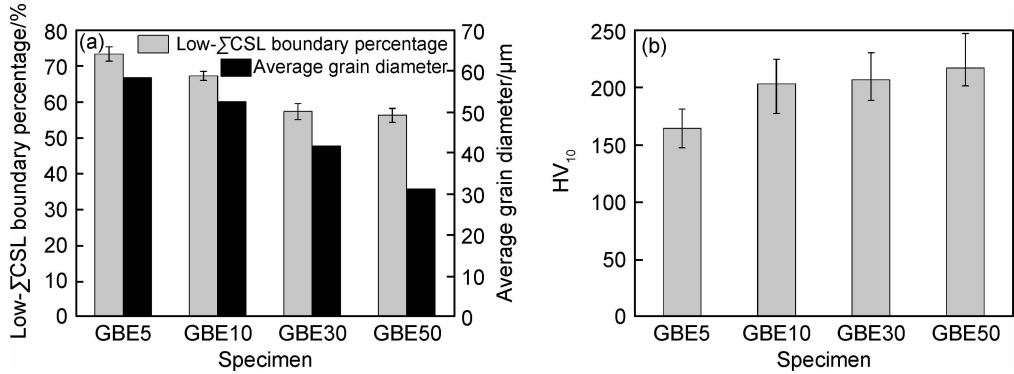 (a)
Low-∑CSL boundary percentage
Average grain diameter
Low-∑CSL boundary percentage/%
80
70
60
50
40
30
20
10
0
70
60
50
40
30
20
10
0
Average grain diameter/μm
GBE5 GBE10 GBE30 GBE50
Specimen
(b)
HV10
250
200
150
100
50
0
GBE5 GBE10 GBE30 GBE50
Specimen